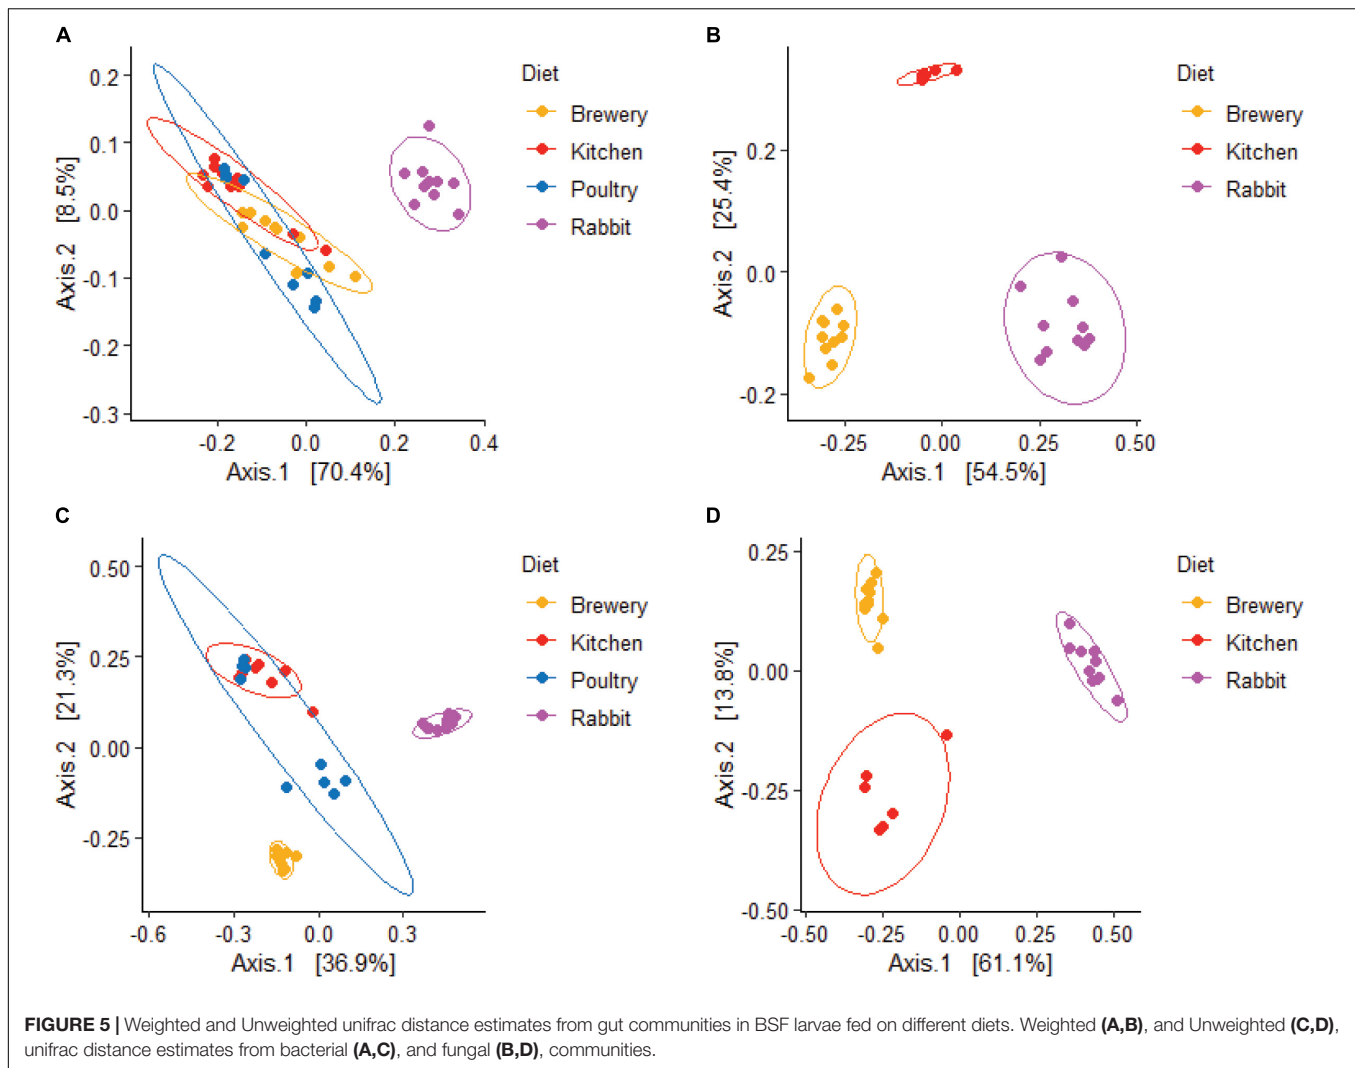 A
0.2
0.1
0.0
-0.1
-0.2
-0.3
Axis.2 [8.5%]
-0.2 0.0 0.2 0.4
Axis.1 [70.4%]
Diet
Brewery
Kitchen
Poultry
Rabbit
B
0.2
0.0
-0.2
Axis.2 [25.4%]
-0.25 0.00 0.25 0.50
Axis.1 [54.5%]
Diet
Brewery
Kitchen
Rabbit
C
0.50
0.25
0.00
-0.25
Axis.2 [21.3%]
-0.6 -0.3 0.0 0.3
Axis.1 [36.9%]
Diet
Brewery
Kitchen
Poultry
Rabbit
D
0.25
0.00
-0.25
-0.50
Axis.2 [13.8%]
-0.50 -0.25 0.00 0.25 0.50
Axis.1 [61.1%]
Diet
Brewery
Kitchen
Rabbit
FIGURE 5 | Weighted and Unweighted unifrac distance estimates from gut communities in BSF larvae fed on different diets. Weighted (A,B), and Unweighted (C,D),
unifrac distance estimates from bacterial (A,C), and fungal (B,D), communities.